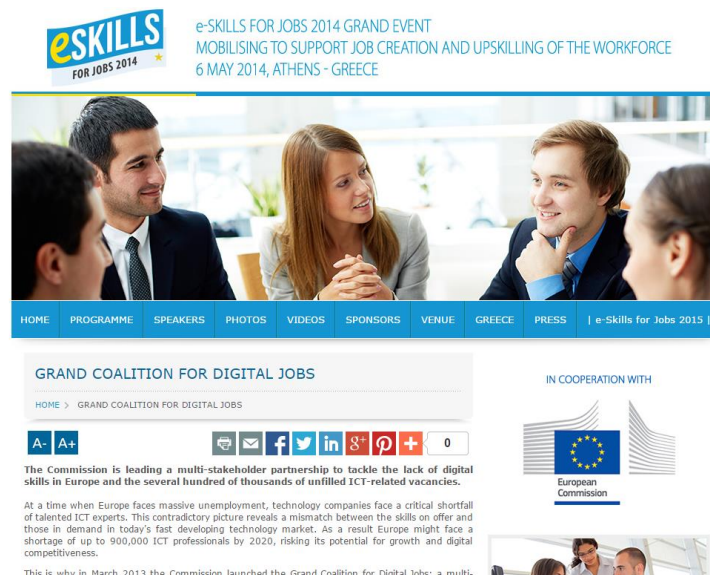 eSKILLS
FOR JOBS 2014
e-SKILLS FOR JOBS 2014 GRAND EVENT
MOBILISING TO SUPPORT JOB CREATION AND UPSKILLING OF THE WORKFORCE
6 MAY 2014, ATHENS - GREECE
HOME PROGRAMME SPEAKERS PHOTOS VIDEOS SPONSORS VENUE GREECE PRESS | e-Skills for Jobs 2015 |
GRAND COALITION FOR DIGITAL JOBS
HOME > GRAND COALITION FOR DIGITAL JOBS
A- A+ f in g+ 0
The Commission is leading a multi-stakeholder partnership to tackle the lack of digital
skills in Europe and the several hundred of thousands of unfilled ICT-related vacancies.
At a time when Europe faces massive unemployment, technology companies face a critical shortfall
of talented ICT experts. This contradictory picture reveals a mismatch between the skills on offer and
those in demand in today's fast developing technology market. As a result Europe might face a
shortage of up to 900,000 ICT professionals by 2020, risking its potential for growth and digital
competitiveness.
This is why in March 2013 the Commission launched the Grand Coalition for Digital Jobs: a multi-
IN COOPERATION WITH
European
Commission